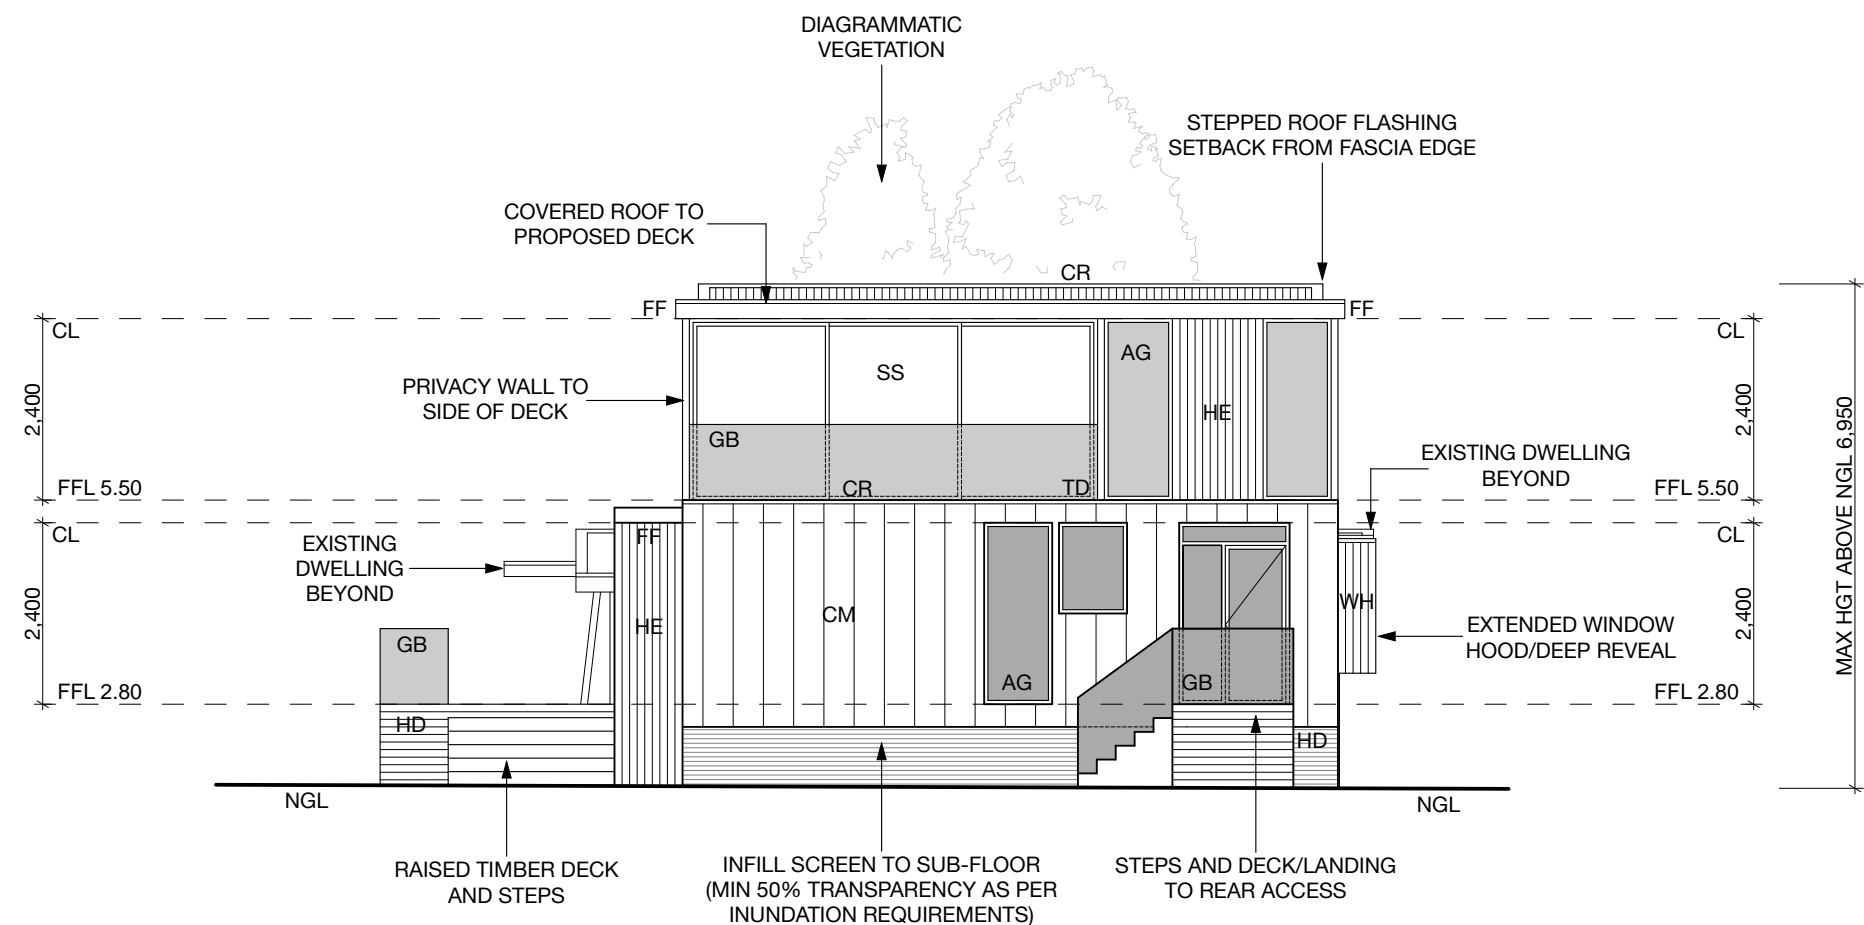 DIAGRAMMATIC
VEGETATION
STEPPED ROOF FLASHING
SETBACK FROM FASCIA EDGE
COVERED ROOF TO
PROPOSED DECK
CR
FF
FF
CL
CL
AG
SS
PRIVACY WALL TO
SIDE OF DECK
2,400
2,400
HE
MAX HGT ABOVE NGL 6,950
GB
EXISTING DWELLING
BEYOND
FFL 5.50
CR
TD
FFL 5.50
CL
FF
CL
EXISTING
DWELLING
BEYOND
2,400
2,400
WH
CM
HE
EXTENDED WINDOW
HOOD/DEEP REVEAL
GB
AG
GB
FFL 2.80
FFL 2.80
HD
HD
NGL
NGL
RAISED TIMBER DECK
AND STEPS
INFILL SCREEN TO SUB-FLOOR
(MIN 50% TRANSPARENCY AS PER
INUNDATION REQUIREMENTS)
STEPS AND DECK/LANDING
TO REAR ACCESS